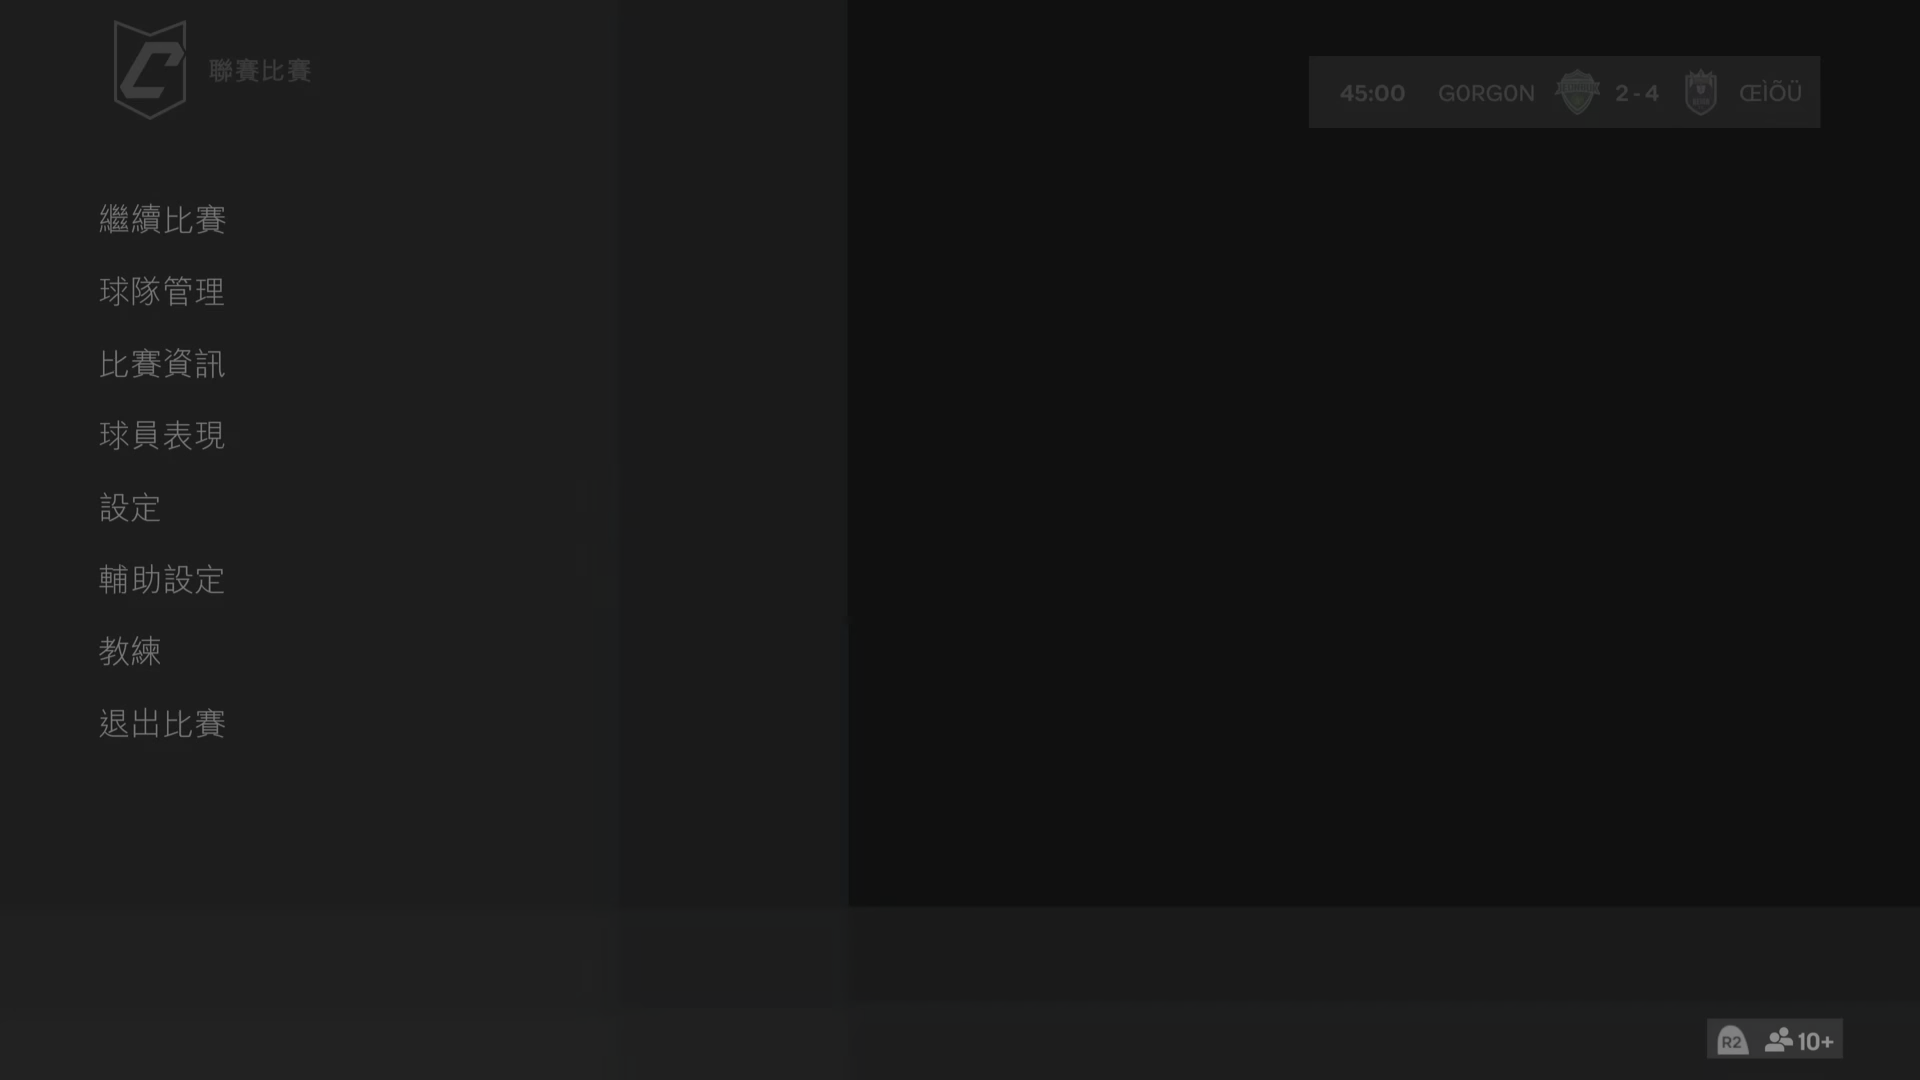 聯賽比賽
45:00 G0RG0N 2 - 4 ŒÌÕÜ
繼續比賽
球隊管理
比賽資訊
球員表現
設定
輔助設定
教練
退出比賽
R2 10+